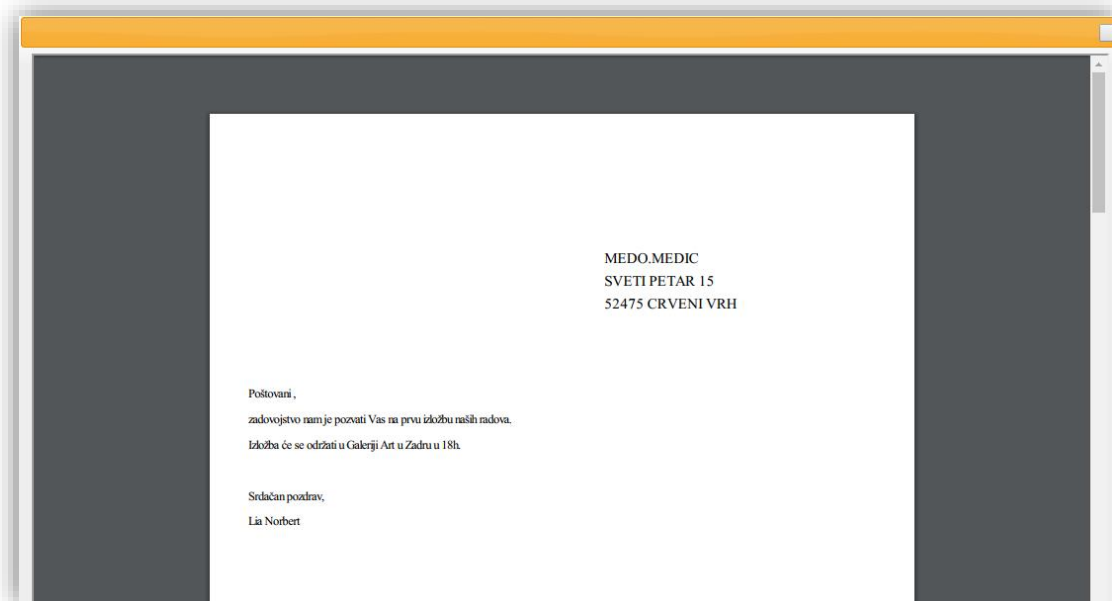 MEDO.MEDIC
SVETI PETAR 15
52475 CRVENI VRH
Poštovani ,
zadovojstvo nam je pozvati Vas na prvu izložbu naših radova.
Izložba će se održati u Galeriji Art u Zadru u 18h.
Srdačan pozdrav,
Lia Norbert